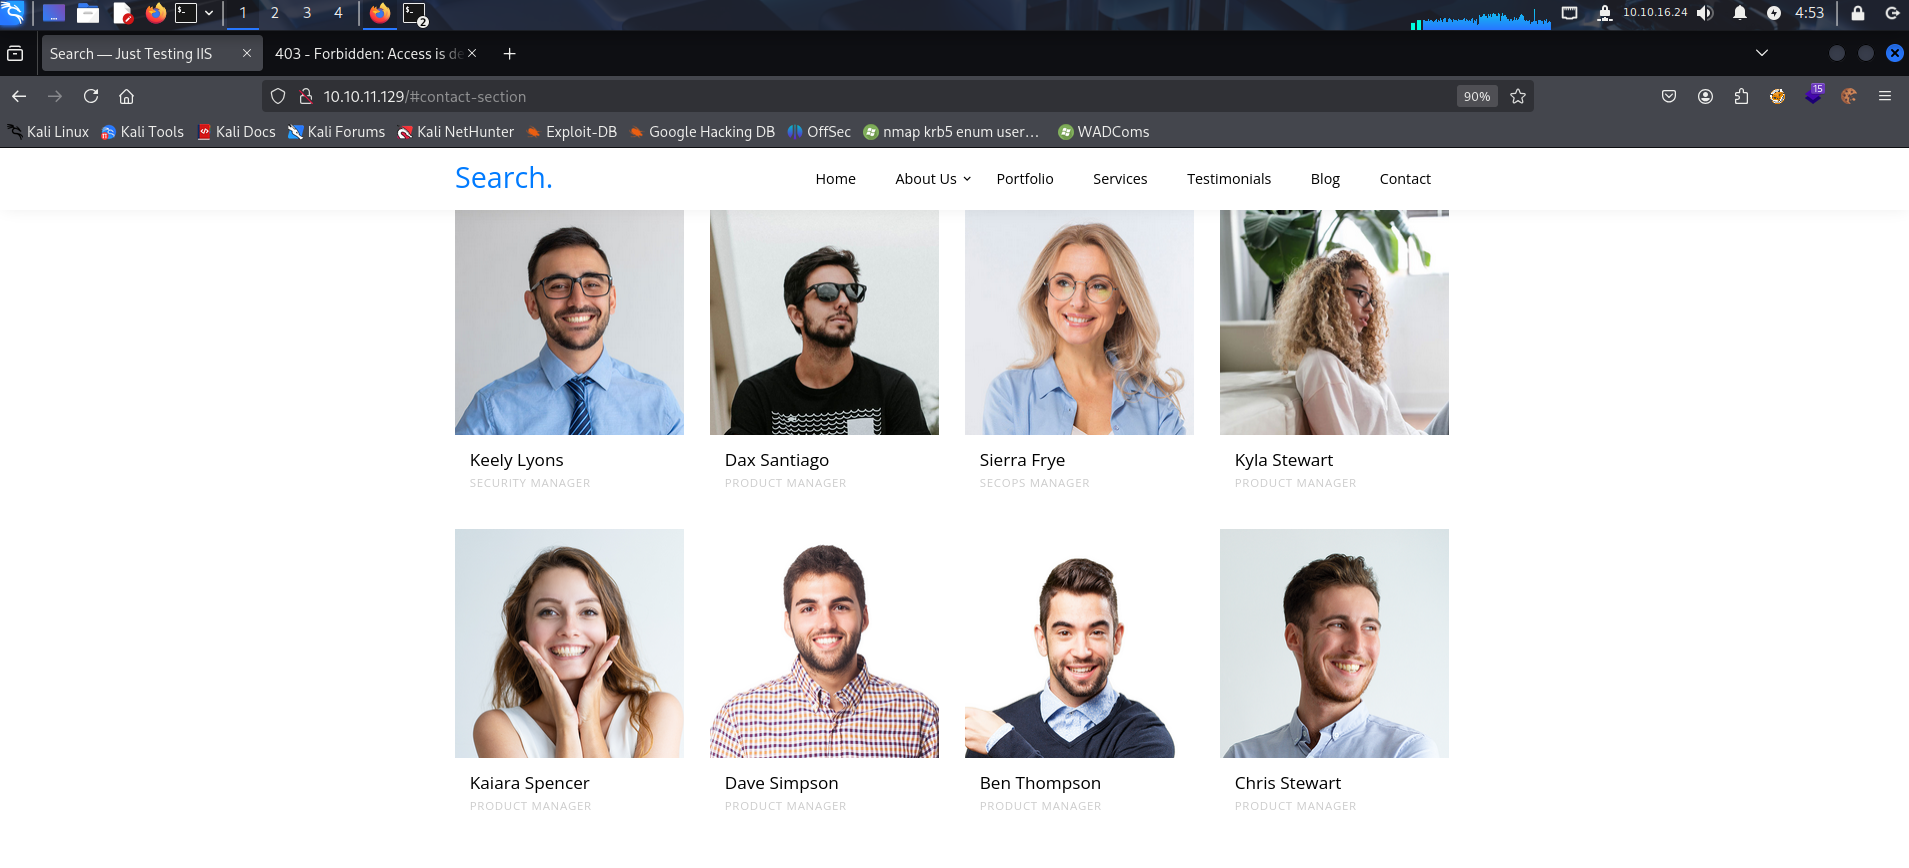 1 2 3 4 2 10.10.16.24 4:53
Search — Just Testing IIS 403 - Forbidden: Access is de
10.10.11.129/#contact-section 90% 15
Kali Linux Kali Tools Kali Docs Kali Forums Kali NetHunter Exploit-DB Google Hacking DB OffSec nmap krb5 enum user... WADComs
Search. Home About Us Portfolio Services Testimonials Blog Contact
Keely Lyons Dax Santiago Sierra Frye Kyla Stewart
SECURITY MANAGER PRODUCT MANAGER SECOPS MANAGER PRODUCT MANAGER
Kaiara Spencer Dave Simpson Ben Thompson Chris Stewart
PRODUCT MANAGER PRODUCT MANAGER PRODUCT MANAGER PRODUCT MANAGER